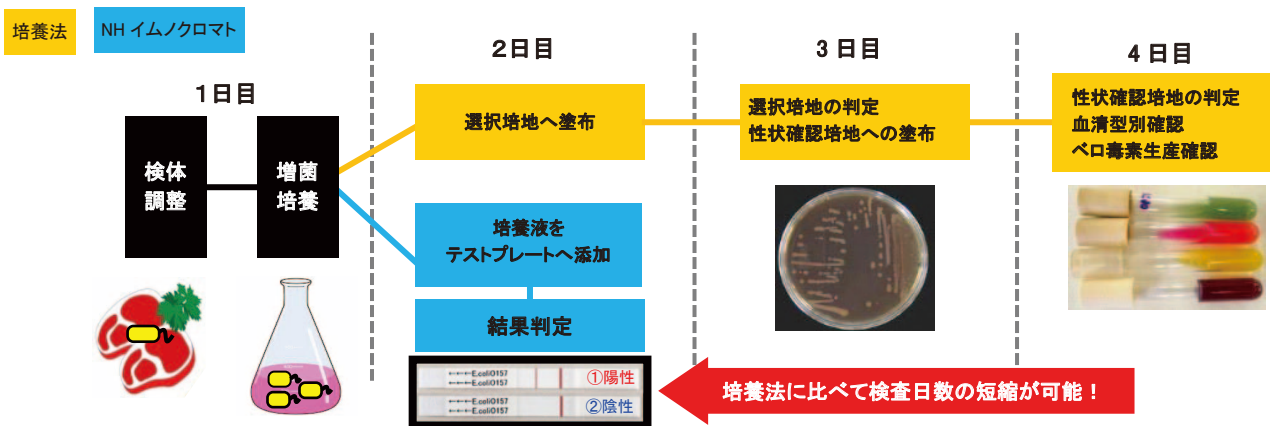 培養法
NH イムノクロマト
1日目
検体
調整
増菌
培養
2日目
選択培地へ塗布
培養液を
テストプレートへ添加
結果判定
←←←E.coliO157
←←←E.coliO157
①陽性
←←←E.coliO157
←←←E.coliO157
②陰性
3日目
選択培地の判定
性状確認培地への塗布
4日目
性状確認培地の判定
血清型別確認
ベロ毒素生産確認
培養法に比べて検査日数の短縮が可能！